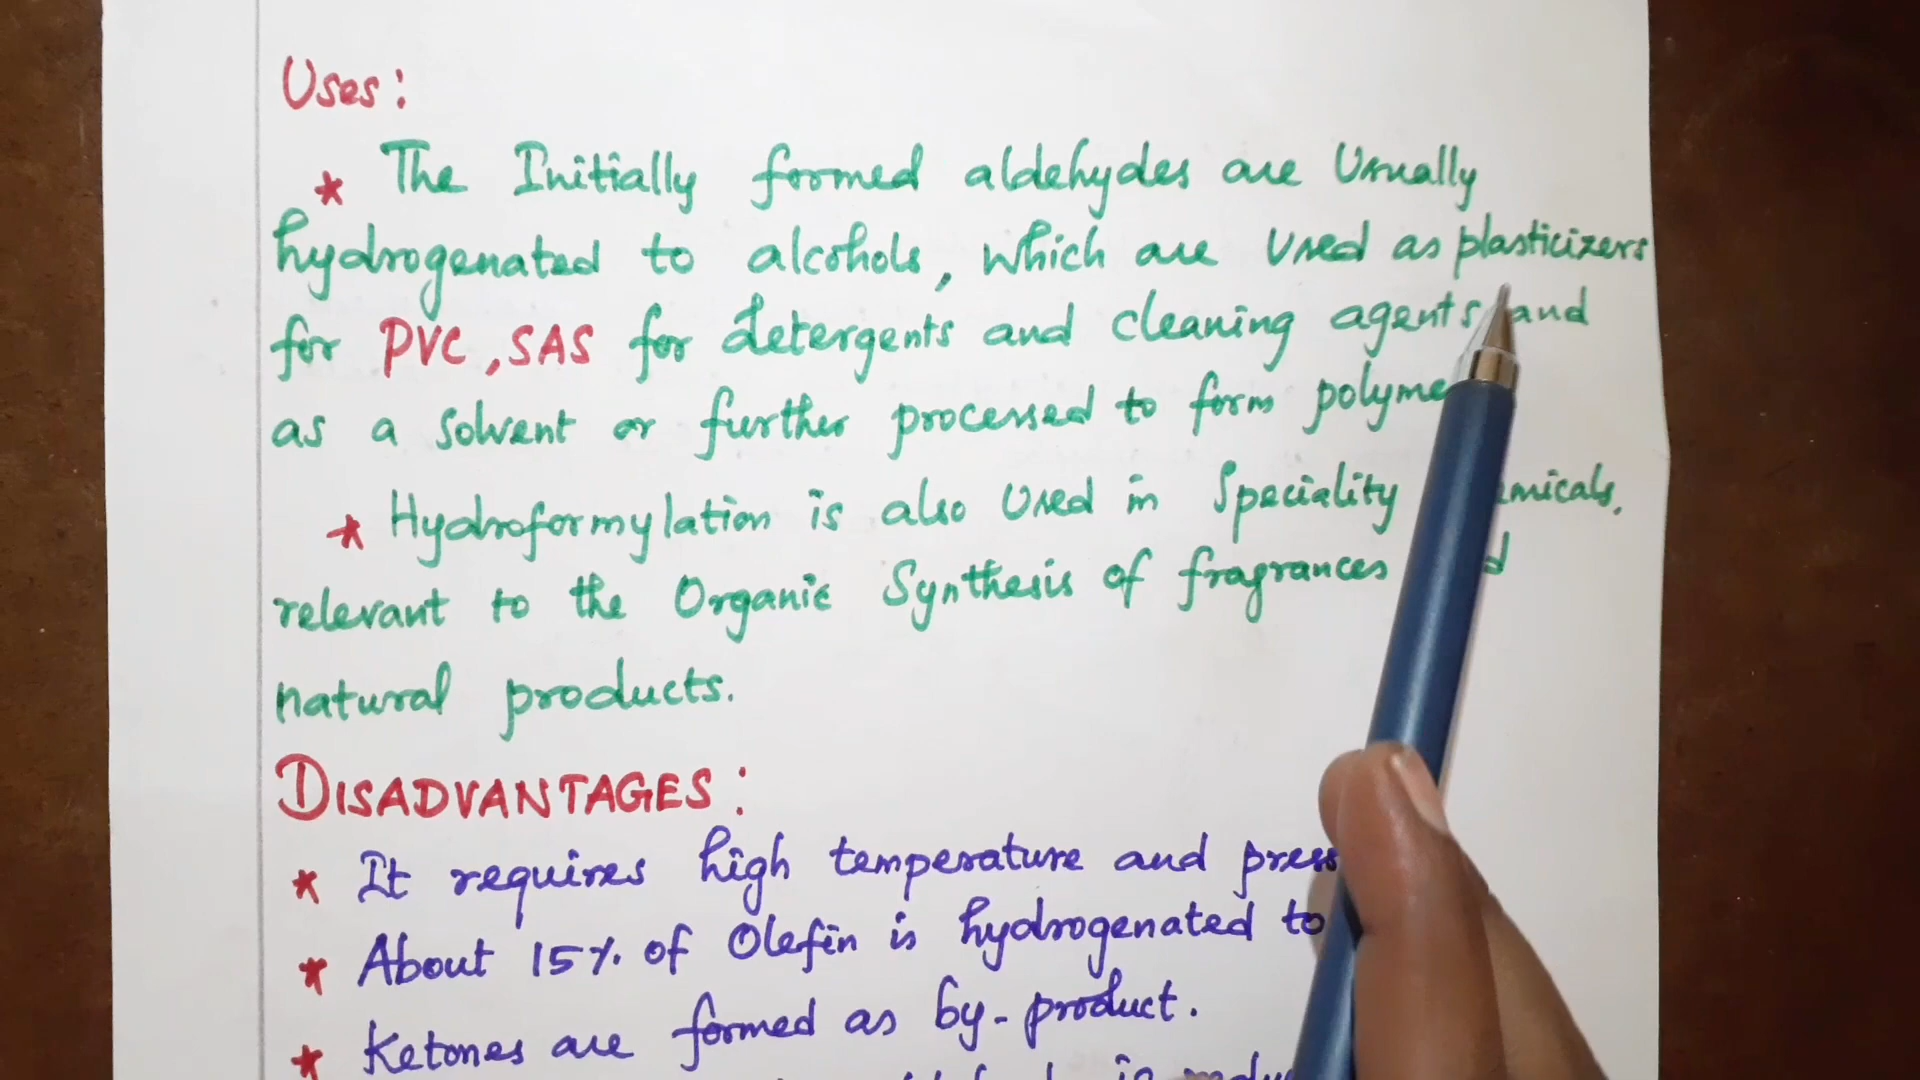 Uses:
* The Initially formed aldehydes are Usually
hydrogenated to alcohols, which are Used as plasticizers
for PVC, SAS for detergents and cleaning agents and
as a Solvent or further processed to form
* Hydroformylation is also Used in Speciality
relevant to the Organic Synthesis of fragrances
natural products.
DISADVANTAGES:
* It requires high temperature and
* About 15% of Olefin is hydrogenated to
* Ketones are formed as by-product.